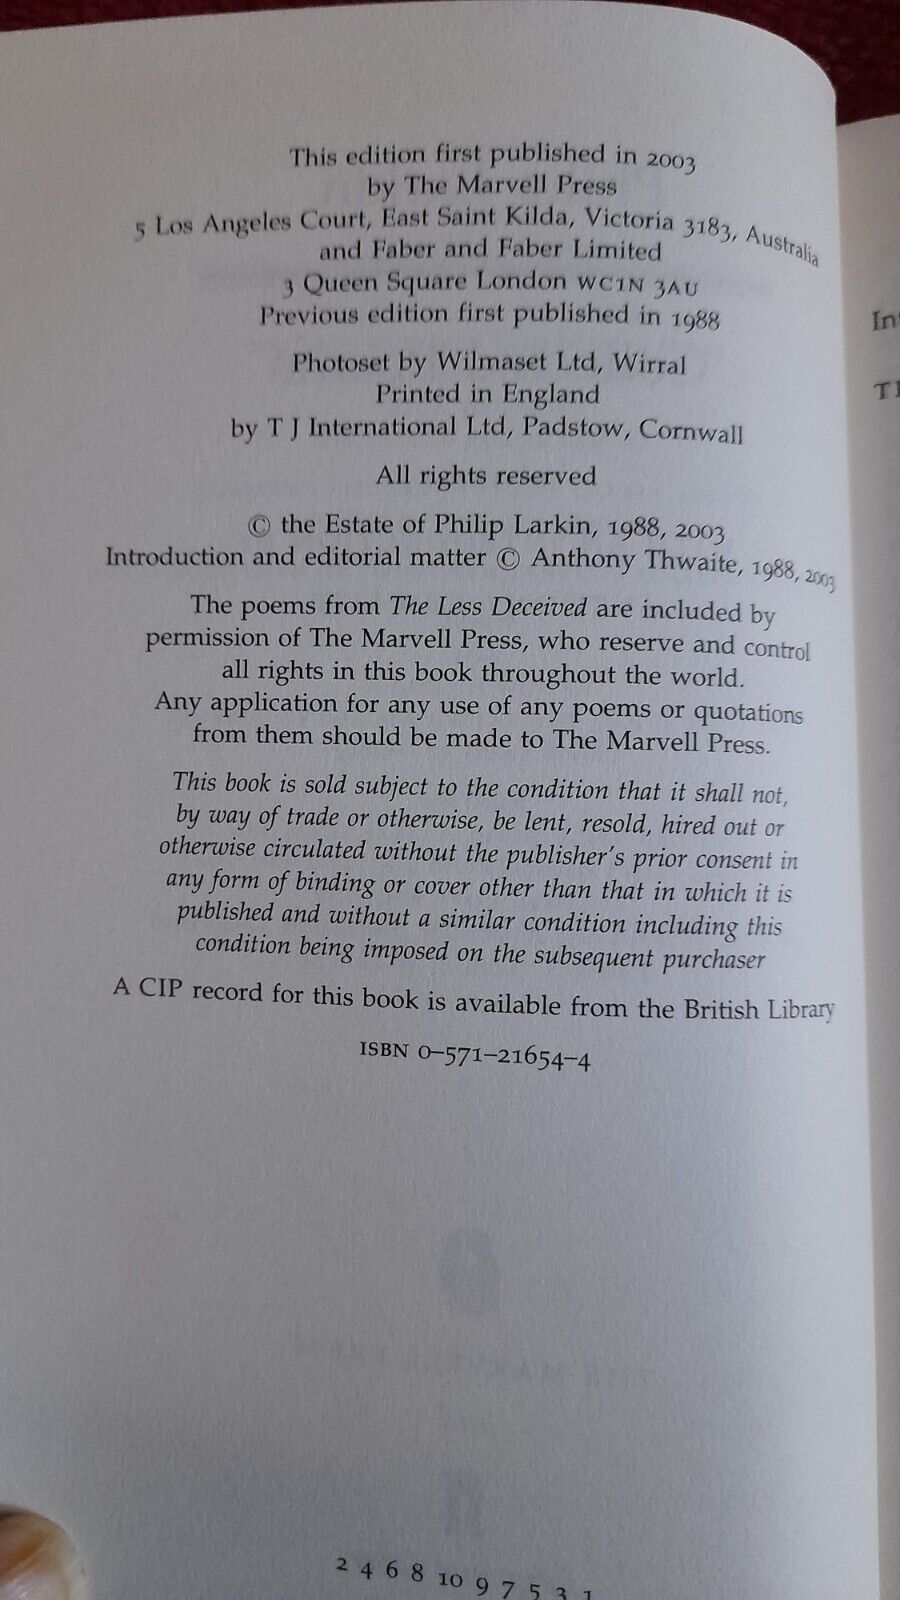 This edition first published in 2003
by The Marvell Press
5 Los Angeles Court, East Saint Kilda, Victoria 3183, Australia
and Faber and Faber Limited
3 Queen Square London WC1N 3AU
Previous edition first published in 1988
Photoset by Wilmaset Ltd, Wirral
Printed in England
by T J International Ltd, Padstow, Cornwall
All rights reserved
© the Estate of Philip Larkin, 1988, 2003
Introduction and editorial matter © Anthony Thwaite, 1988, 2003
The poems from The Less Deceived are included by
permission of The Marvell Press, who reserve and control
all rights in this book throughout the world.
Any application for any use of any poems or quotations
from them should be made to The Marvell Press.
This book is sold subject to the condition that it shall not,
by way of trade or otherwise, be lent, resold, hired out or
otherwise circulated without the publisher's prior consent in
any form of binding or cover other than that in which it is
published and without a similar condition including this
condition being imposed on the subsequent purchaser
A CIP record for this book is available from the British Library
ISBN 0–571–21654–4
2 4 6 8 10 9 7 5 3 1